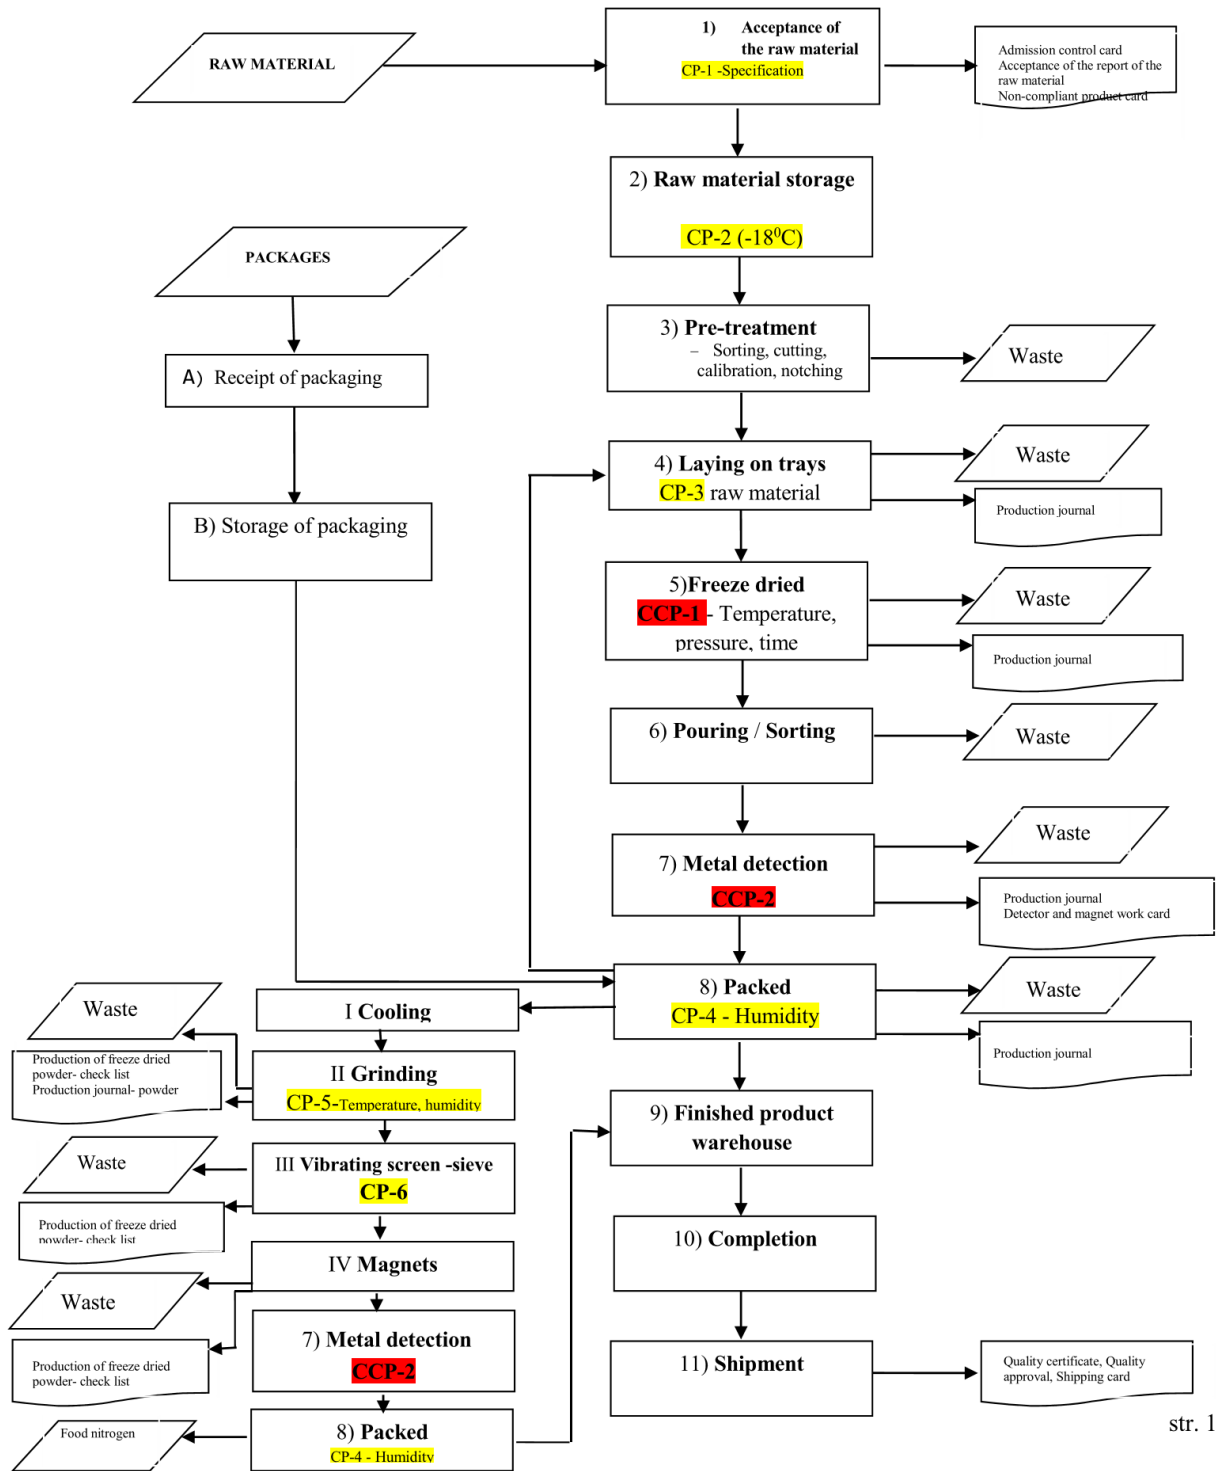 RAW MATERIAL
1) Acceptance of
the raw material
CP-1 -Specification
Admission control card
Acceptance of the report of the
raw material
Non-compliant product card
2) Raw material storage
CP-2 (-18⁰C)
PACKAGES
3) Pre-treatment
– Sorting, cutting,
calibration, notching
Waste
A) Receipt of packaging
4) Laying on trays
CP-3 raw material
Waste
Production journal
B) Storage of packaging
5)Freeze dried
CCP-1 - Temperature,
pressure, time
Waste
Production journal
6) Pouring / Sorting
Waste
7) Metal detection
CCP-2
Waste
Production journal
Detector and magnet work card
8) Packed
CP-4 - Humidity
Waste
Production journal
I Cooling
Waste
II Grinding
CP-5-Temperature, humidity
Production of freeze dried
powder- check list
Production journal- powder
III Vibrating screen -sieve
CP-6
Waste
Production of freeze dried
powder- check list
IV Magnets
Waste
Production of freeze dried
powder- check list
7) Metal detection
CCP-2
8) Packed
CP-4 - Humidity
Food nitrogen
9) Finished product
warehouse
10) Completion
11) Shipment
Quality certificate, Quality
approval, Shipping card
str. 1